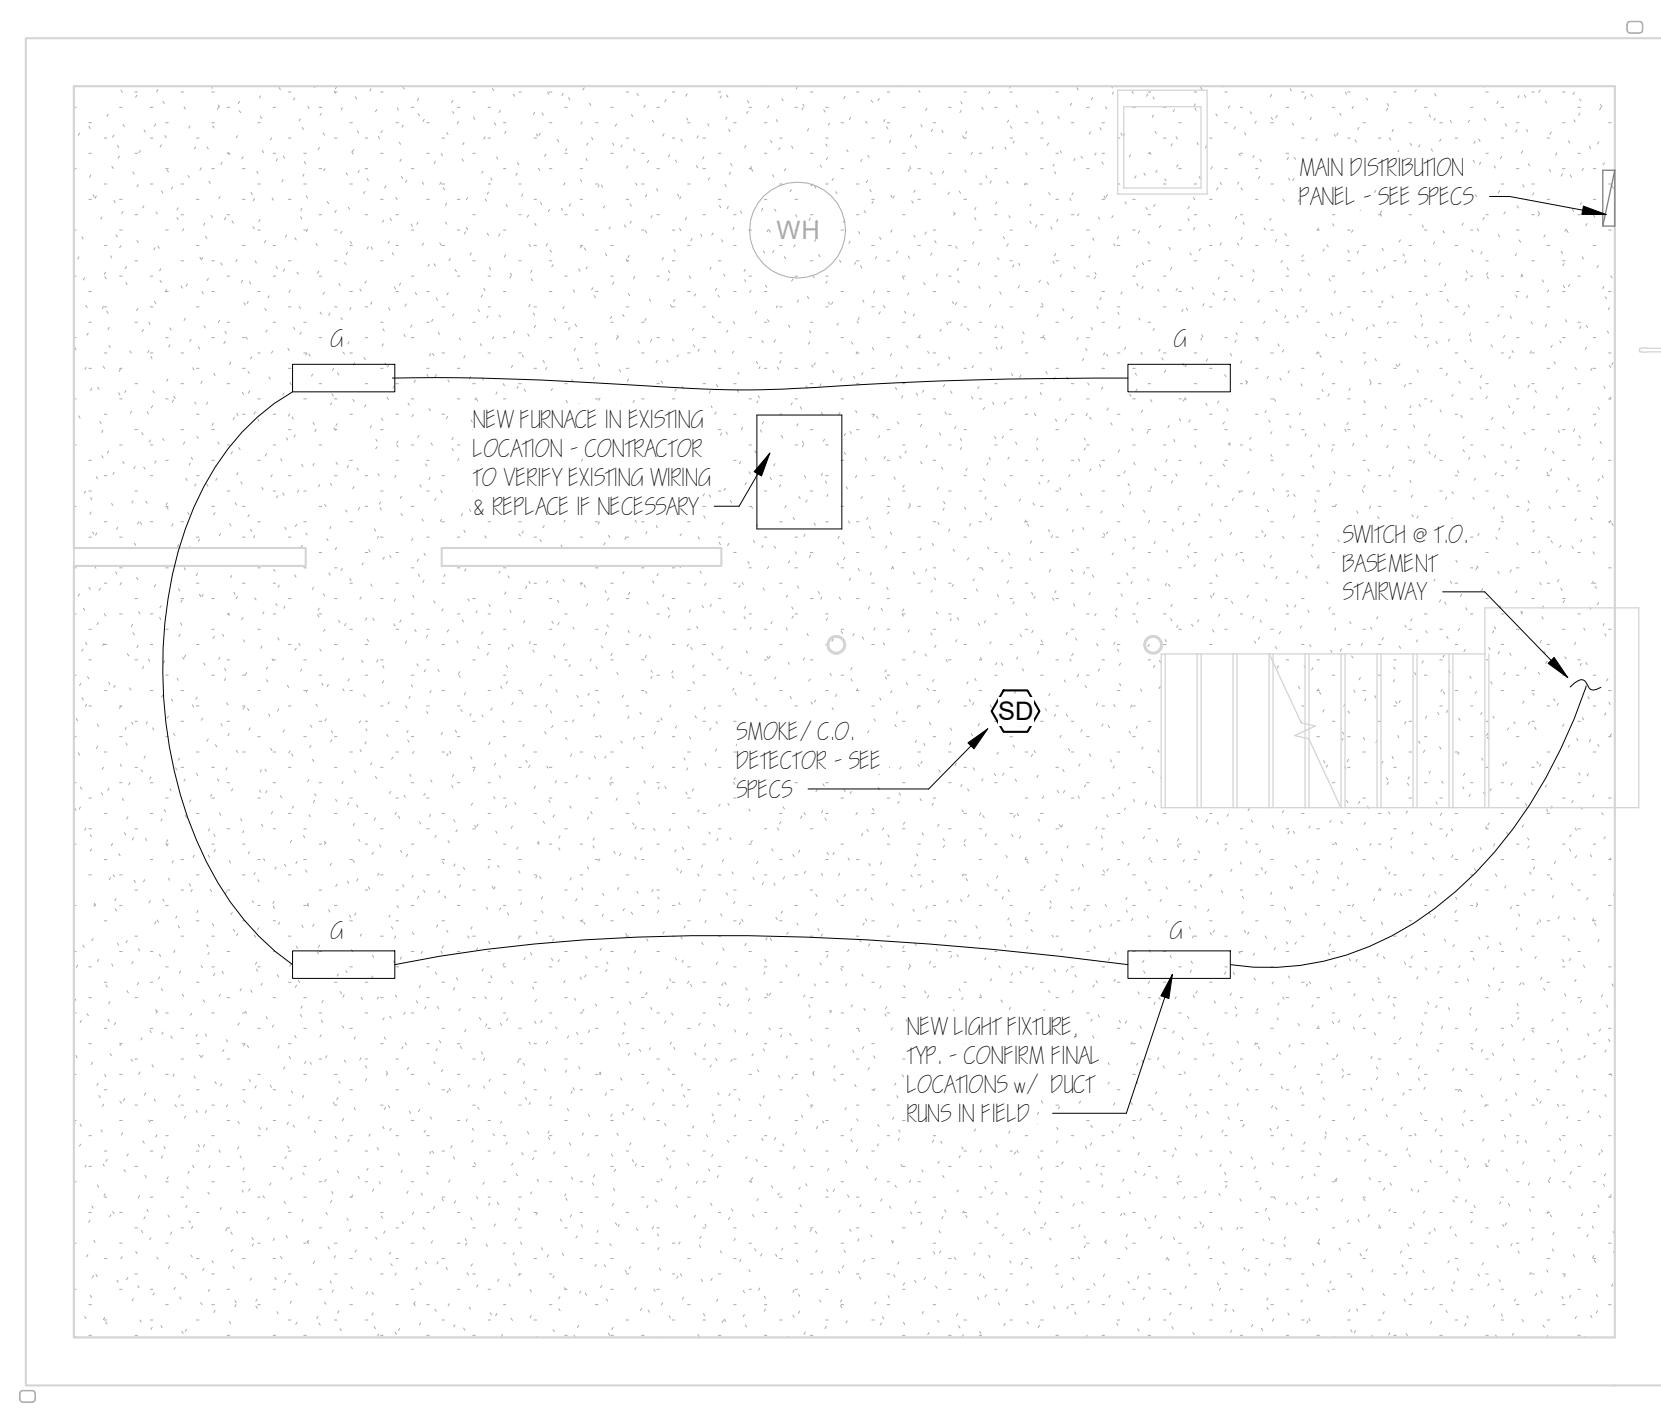 MAIN DISTRIBUTION
PANEL - SEE SPECS
WH
G
G
NEW FURNACE IN EXISTING
LOCATION - CONTRACTOR
TO VERIFY EXISTING WIRING
& REPLACE IF NECESSARY
SWITCH @ T.O.
BASEMENT
STAIRWAY
SD
SMOKE/ C.O.
DETECTOR - SEE
SPECS
G
G
NEW LIGHT FIXTURE,
TYP. - CONFIRM FINAL
LOCATIONS w/ DUCT
RUNS IN FIELD